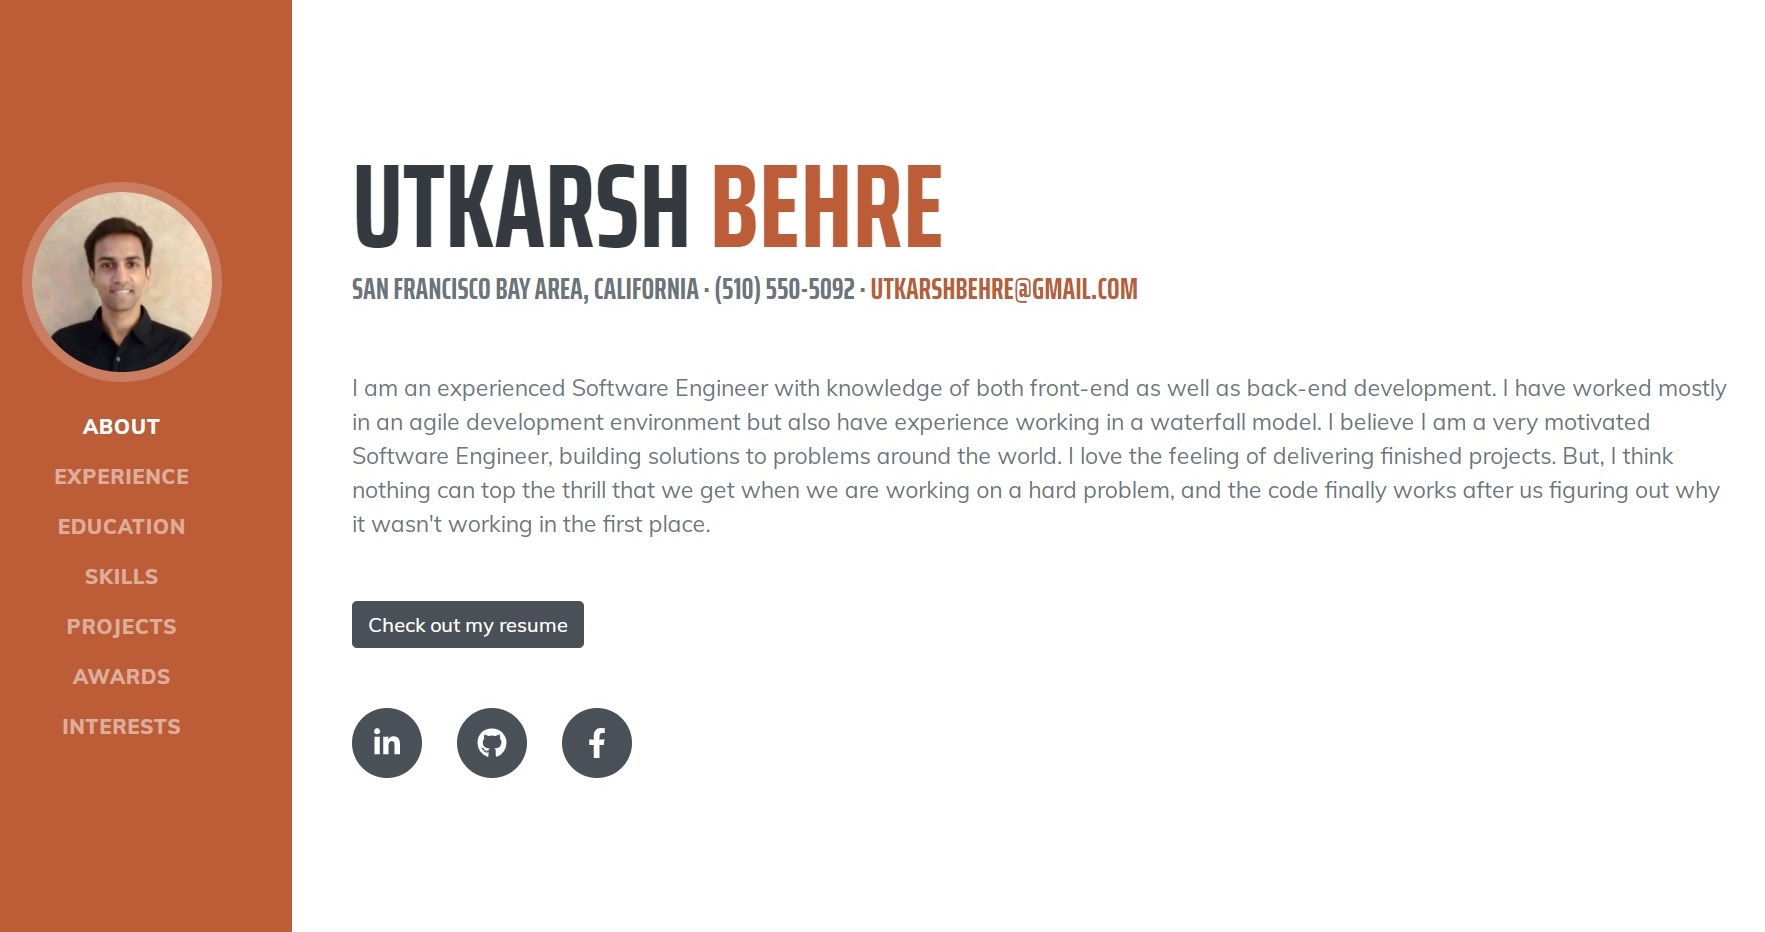 ABOUT
EXPERIENCE
EDUCATION
SKILLS
PROJECTS
AWARDS
INTERESTS
UTKARSH BEHRE
SAN FRANCISCO BAY AREA, CALIFORNIA · (510) 550-5092 · UTKARSHBEHRE@GMAIL.COM
I am an experienced Software Engineer with knowledge of both front-end as well as back-end development. I have worked mostly
in an agile development environment but also have experience working in a waterfall model. I believe I am a very motivated
Software Engineer, building solutions to problems around the world. I love the feeling of delivering finished projects. But, I think
nothing can top the thrill that we get when we are working on a hard problem, and the code finally works after us figuring out why
it wasn't working in the first place.
Check out my resume
in
f